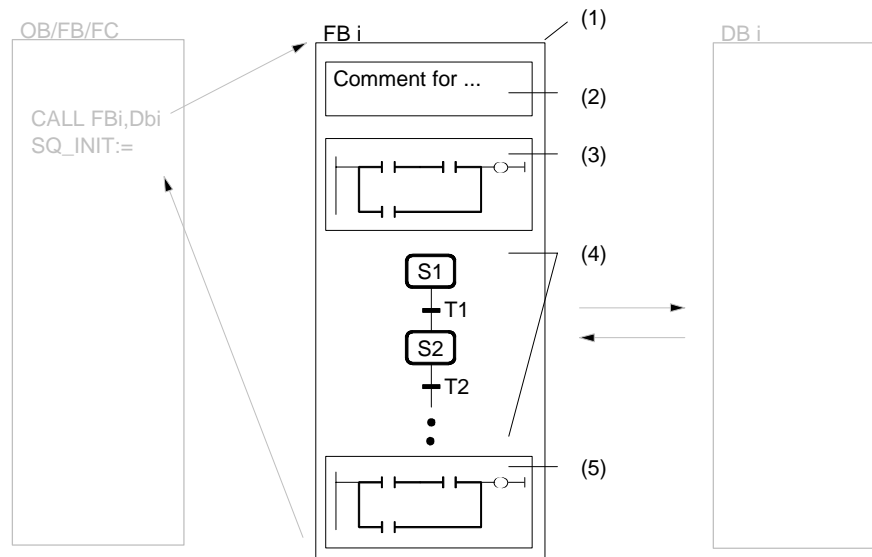 OB/FB/FC
CALL FBi,Dbi
SQ_INIT:=
FB i
(1)
Comment for ...
(2)
(3)
(4)
S1
T1
S2
T2
(5)
DB i